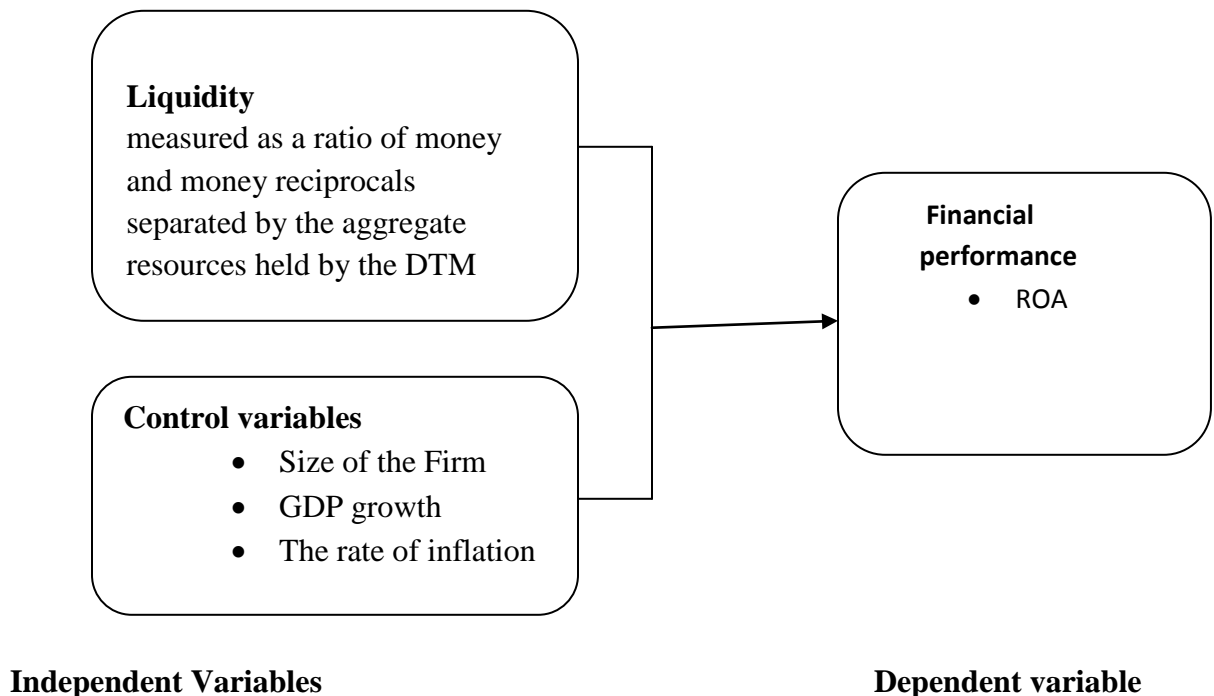 Liquidity
measured as a ratio of money
and money reciprocals
separated by the aggregate
resources held by the DTM
Financial
performance
• ROA
Control variables
• Size of the Firm
• GDP growth
• The rate of inflation
Independent Variables
Dependent variable